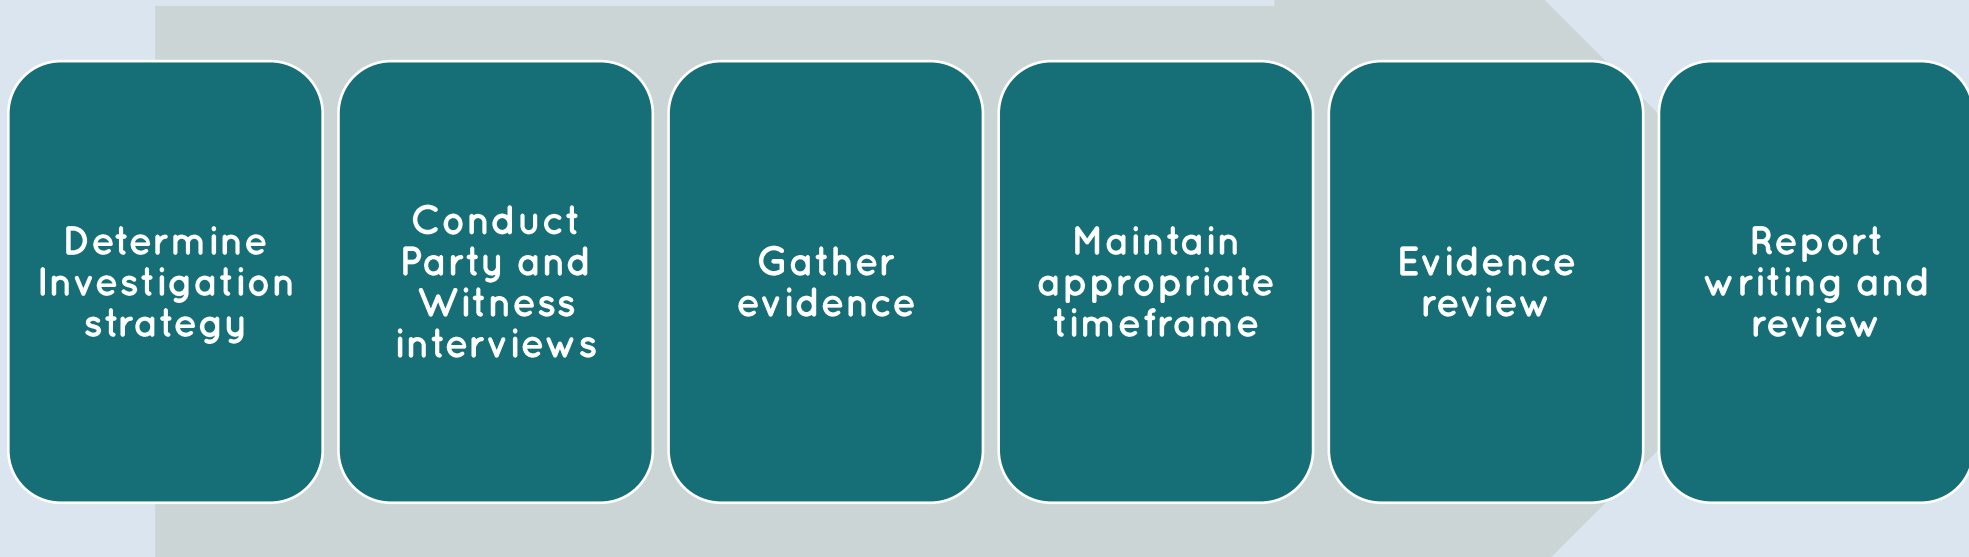 Determine
Investigation
strategy
Conduct
Party and
Witness
interviews
Gather
evidence
Maintain
appropriate
timeframe
Evidence
review
Report
writing and
review